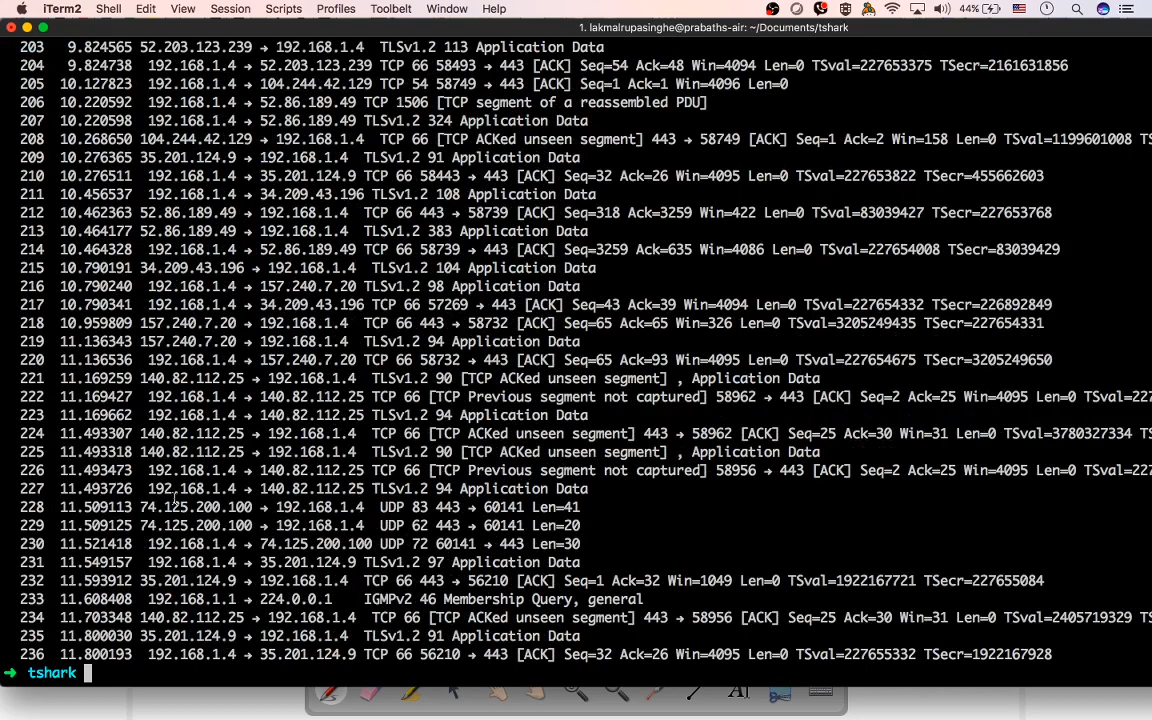 iTerm2 Shell Edit View Session Scripts Profiles Toolbelt Window Help 44%
1. lakmalrupasinghe@prabaths-air: ~/Documents/tshark
203 9.824565 52.203.123.239 → 192.168.1.4 TLSv1.2 113 Application Data
204 9.824738 192.168.1.4 → 52.203.123.239 TCP 66 58493 → 443 [ACK] Seq=54 Ack=48 Win=4094 Len=0 TSval=227653375 TSecr=2161631856
205 10.127823 192.168.1.4 → 104.244.42.129 TCP 54 58749 → 443 [ACK] Seq=1 Ack=1 Win=4096 Len=0
206 10.220592 192.168.1.4 → 52.86.189.49 TCP 1506 [TCP segment of a reassembled PDU]
207 10.220598 192.168.1.4 → 52.86.189.49 TLSv1.2 324 Application Data
208 10.268650 104.244.42.129 → 192.168.1.4 TCP 66 [TCP ACKed unseen segment] 443 → 58749 [ACK] Seq=1 Ack=2 Win=158 Len=0 TSval=1199601008 TS
209 10.276365 35.201.124.9 → 192.168.1.4 TLSv1.2 91 Application Data
210 10.276511 192.168.1.4 → 35.201.124.9 TCP 66 58443 → 443 [ACK] Seq=32 Ack=26 Win=4095 Len=0 TSval=227653822 TSecr=455662603
211 10.456537 192.168.1.4 → 34.209.43.196 TLSv1.2 108 Application Data
212 10.462363 52.86.189.49 → 192.168.1.4 TCP 66 443 → 58739 [ACK] Seq=318 Ack=3259 Win=422 Len=0 TSval=83039427 TSecr=227653768
213 10.464177 52.86.189.49 → 192.168.1.4 TLSv1.2 383 Application Data
214 10.464328 192.168.1.4 → 52.86.189.49 TCP 66 58739 → 443 [ACK] Seq=3259 Ack=635 Win=4086 Len=0 TSval=227654008 TSecr=83039429
215 10.790191 34.209.43.196 → 192.168.1.4 TLSv1.2 104 Application Data
216 10.790240 192.168.1.4 → 157.240.7.20 TLSv1.2 98 Application Data
217 10.790341 192.168.1.4 → 34.209.43.196 TCP 66 57269 → 443 [ACK] Seq=43 Ack=39 Win=4094 Len=0 TSval=227654332 TSecr=226892849
218 10.959809 157.240.7.20 → 192.168.1.4 TCP 66 443 → 58732 [ACK] Seq=65 Ack=65 Win=326 Len=0 TSval=3205249435 TSecr=227654331
219 11.136343 157.240.7.20 → 192.168.1.4 TLSv1.2 94 Application Data
220 11.136536 192.168.1.4 → 157.240.7.20 TCP 66 58732 → 443 [ACK] Seq=65 Ack=93 Win=4095 Len=0 TSval=227654675 TSecr=3205249650
221 11.169259 140.82.112.25 → 192.168.1.4 TLSv1.2 90 [TCP ACKed unseen segment] , Application Data
222 11.169427 192.168.1.4 → 140.82.112.25 TCP 66 [TCP Previous segment not captured] 58962 → 443 [ACK] Seq=2 Ack=25 Win=4095 Len=0 TSv
223 11.169662 192.168.1.4 → 140.82.112.25 TLSv1.2 94 Application Data
224 11.493307 140.82.112.25 → 192.168.1.4 TCP 66 [TCP ACKed unseen segment] 443 → 58962 [ACK] Seq=25 Ack=30 Win=31 Len=0 TSval=3780327334 TS
225 11.493318 140.82.112.25 → 192.168.1.4 TLSv1.2 90 [TCP ACKed unseen segment] , Application Data
226 11.493473 192.168.1.4 → 140.82.112.25 TCP 66 [TCP Previous segment not captured] 58956 → 443 [ACK] Seq=2 Ack=25 Win=4095 Len=0 TSv
227 11.493726 192.168.1.4 → 140.82.112.25 TLSv1.2 94 Application Data
228 11.509113 74.125.200.100 → 192.168.1.4 UDP 83 443 → 60141 Len=41
229 11.509125 74.125.200.100 → 192.168.1.4 UDP 62 443 → 60141 Len=20
230 11.521418 192.168.1.4 → 74.125.200.100 UDP 72 60141 → 443 Len=30
231 11.549157 192.168.1.4 → 35.201.124.9 TLSv1.2 97 Application Data
232 11.593912 35.201.124.9 → 192.168.1.4 TCP 66 443 → 56210 [ACK] Seq=1 Ack=32 Win=1049 Len=0 TSval=1922167721 TSecr=227655084
233 11.608408 192.168.1.1 → 224.0.0.1 IGMPv2 46 Membership Query, general
234 11.703348 140.82.112.25 → 192.168.1.4 TCP 66 [TCP ACKed unseen segment] 443 → 58956 [ACK] Seq=25 Ack=30 Win=31 Len=0 TSval=2405719329 TS
235 11.800030 35.201.124.9 → 192.168.1.4 TLSv1.2 91 Application Data
236 11.800193 192.168.1.4 → 35.201.124.9 TCP 66 56210 → 443 [ACK] Seq=32 Ack=26 Win=4095 Len=0 TSval=227655332 TSecr=1922167928
➜ tshark